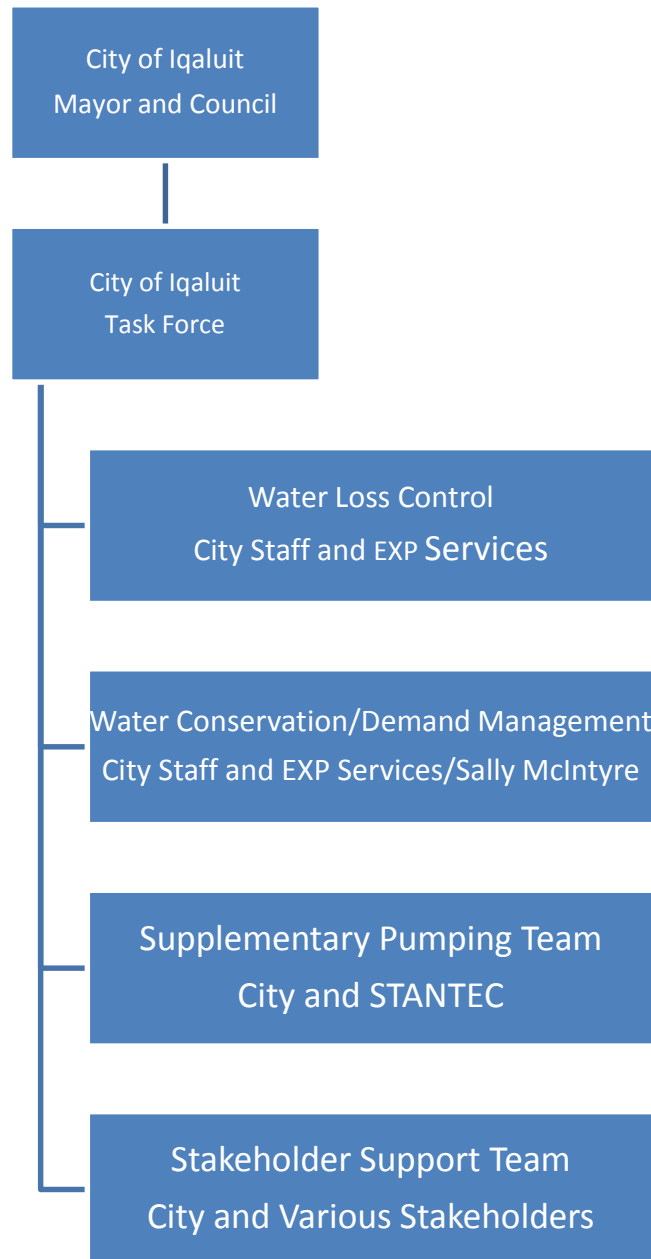 City of Iqaluit
Mayor and Council
City of Iqaluit
Task Force
Water Loss Control
City Staff and EXP Services
Water Conservation/Demand Management
City Staff and EXP Services/Sally McIntyre
Supplementary Pumping Team
City and STANTEC
Stakeholder Support Team
City and Various Stakeholders